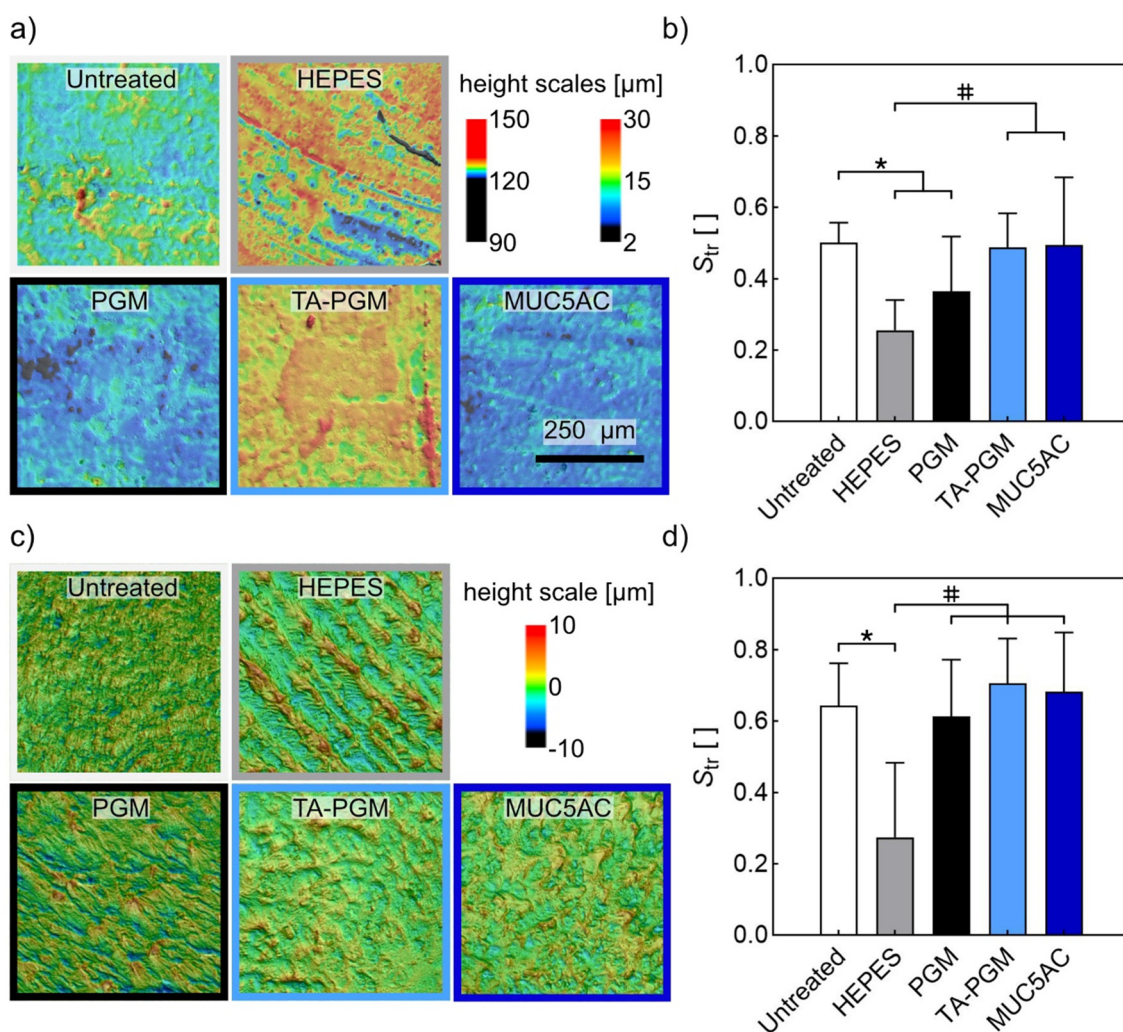 a)
Untreated
HEPES
height scales [µm]
150
120
90
30
15
2
PGM
TA-PGM
MUC5AC
250 µm
b)
1.0
0.8
0.6
0.4
0.2
0.0
Str [ ]
#
*
Untreated
HEPES
PGM
TA-PGM
MUC5AC
c)
Untreated
HEPES
height scale [µm]
10
0
-10
PGM
TA-PGM
MUC5AC
d)
1.0
0.8
0.6
0.4
0.2
0.0
Str [ ]
#
*
Untreated
HEPES
PGM
TA-PGM
MUC5AC